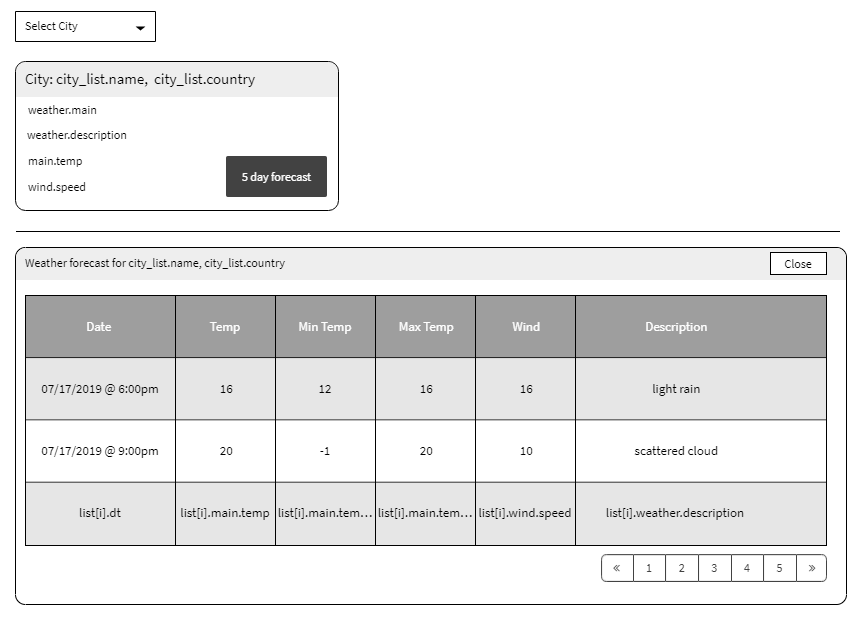 Select City
City: city_list.name, city_list.country
weather.main
weather.description
main.temp
wind.speed
5 day forecast
Weather forecast for city_list.name, city_list.country
Close
Date Temp Min Temp Max Temp Wind Description
07/17/2019 @ 6:00pm 16 12 16 16 light rain
07/17/2019 @ 9:00pm 20 -1 20 10 scattered cloud
list[i].dt list[i].main.temp list[i].main.tem... list[i].main.tem... list[i].wind.speed list[i].weather.description
« 1 2 3 4 5 »